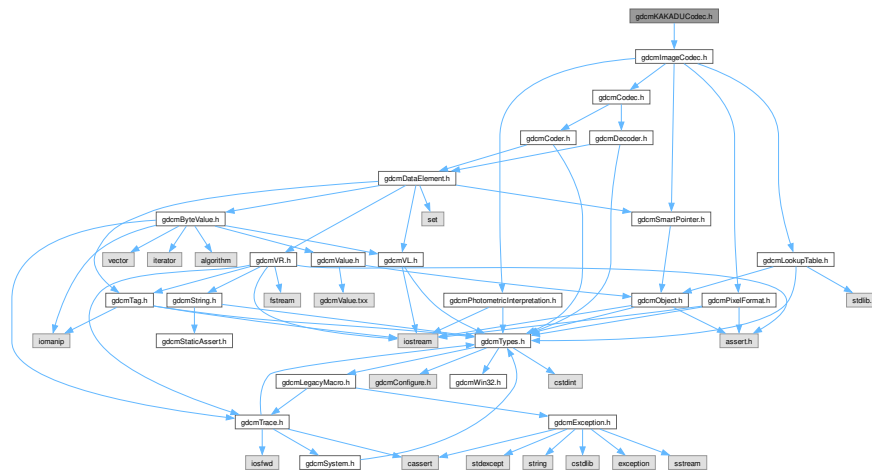 gdcmKAKADUCodec.h
gdcmImageCodec.h
gdcmCodec.h
gdcmCoder.h
gdcmDecoder.h
gdcmDataElement.h
gdcmByteValue.h
set
gdcmSmartPointer.h
vector
iterator
algorithm
gdcmVR.h
gdcmValue.h
gdcmVL.h
gdcmLookupTable.h
gdcmTag.h
gdcmString.h
fstream
gdcmValue.txx
gdcmPhotometricInterpretation.h
gdcmObject.h
gdcmPixelFormat.h
stdlib.
iomanip
gdcmStaticAssert.h
iostream
gdcmTypes.h
assert.h
gdcmLegacyMacro.h
gdcmConfigure.h
gdcmWin32.h
cstdint
gdcmTrace.h
gdcmException.h
iosfwd
gdcmSystem.h
cassert
stdexcept
string
cstdlib
exception
sstream